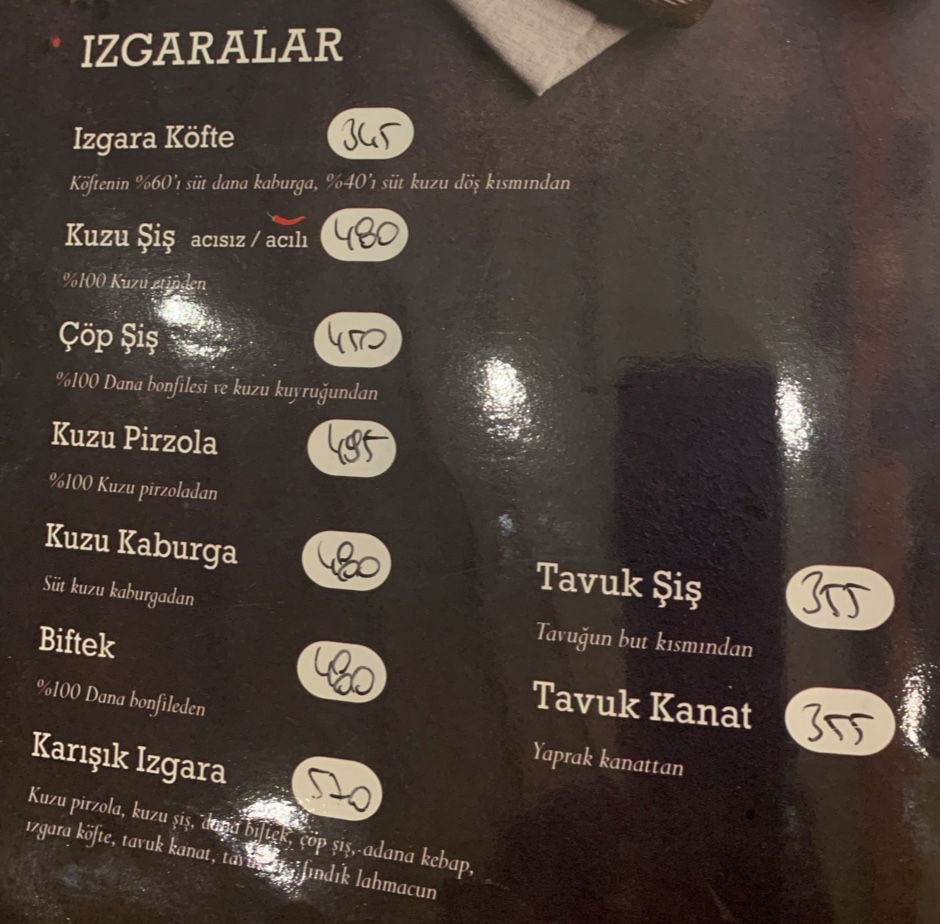 IZGARALAR
Izgara Köfte 345
Köftenin %60'ı süt dana kaburga, %40'ı süt kuzu döş kısmından
Kuzu Şiş acısız / acılı 480
%100 Kuzu etinden
Çöp Şiş 450
%100 Dana bonfilesi ve kuzu kuyruğundan
Kuzu Pirzola 495
%100 Kuzu pirzoladan
Kuzu Kaburga 480
Süt kuzu kaburgadan
Biftek 480
%100 Dana bonfileden
Karışık Izgara 570
Kuzu pirzola, kuzu şiş, dana biftek, çöp şiş, adana kebap,
ızgara köfte, tavuk kanat, fındık lahmacun
Tavuk Şiş 355
Tavuğun but kısmından
Tavuk Kanat 355
Yaprak kanattan